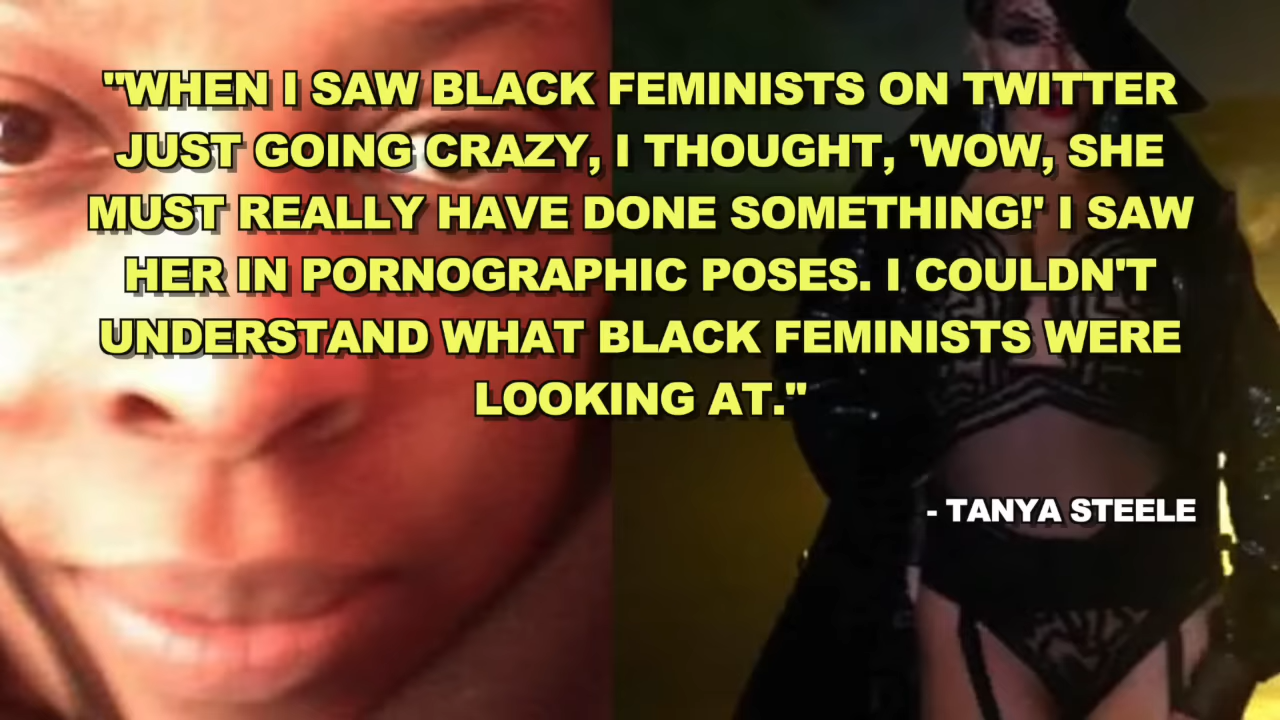 "WHEN I SAW BLACK FEMINISTS ON TWITTER
JUST GOING CRAZY, I THOUGHT, 'WOW, SHE
MUST REALLY HAVE DONE SOMETHING!' I SAW
HER IN PORNOGRAPHIC POSES. I COULDN'T
UNDERSTAND WHAT BLACK FEMINISTS WERE
LOOKING AT."
- TANYA STEELE